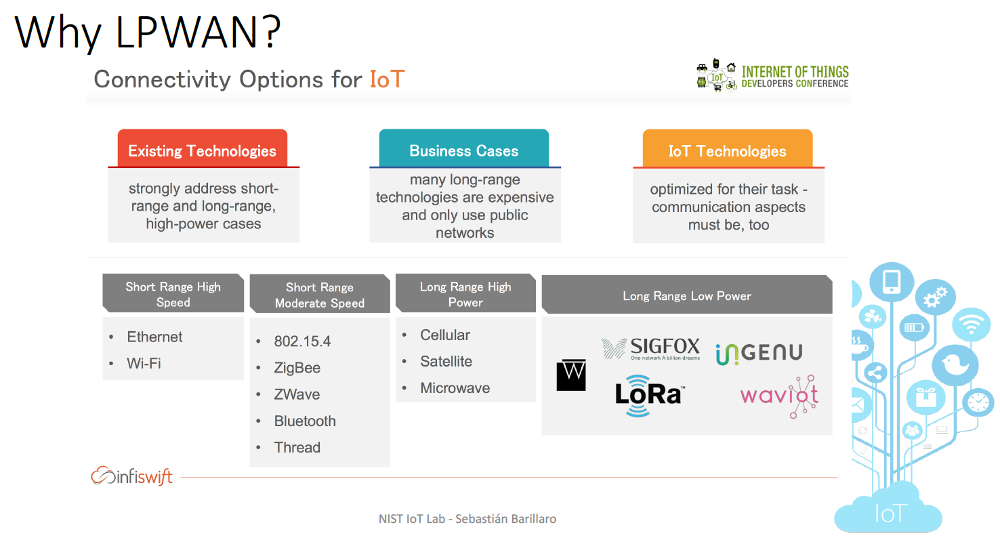 Why LPWAN?
Connectivity Options for IoT
IoT
INTERNET OF THINGS
DEVELOPERS CONFERENCE
Existing Technologies
strongly address short-
range and long-range,
high-power cases
Business Cases
many long-range
technologies are expensive
and only use public
networks
IoT Technologies
optimized for their task -
communication aspects
must be, too
Short Range High
Speed
• Ethernet
• Wi-Fi
Short Range
Moderate Speed
• 802.15.4
• ZigBee
• ZWave
• Bluetooth
• Thread
Long Range High
Power
• Cellular
• Satellite
• Microwave
Long Range Low Power
W
SIGFOX
One network A billion dreams
iNGENU
LoRa™
waviot
infiswift
IoT
NIST IoT Lab - Sebastián Barillaro